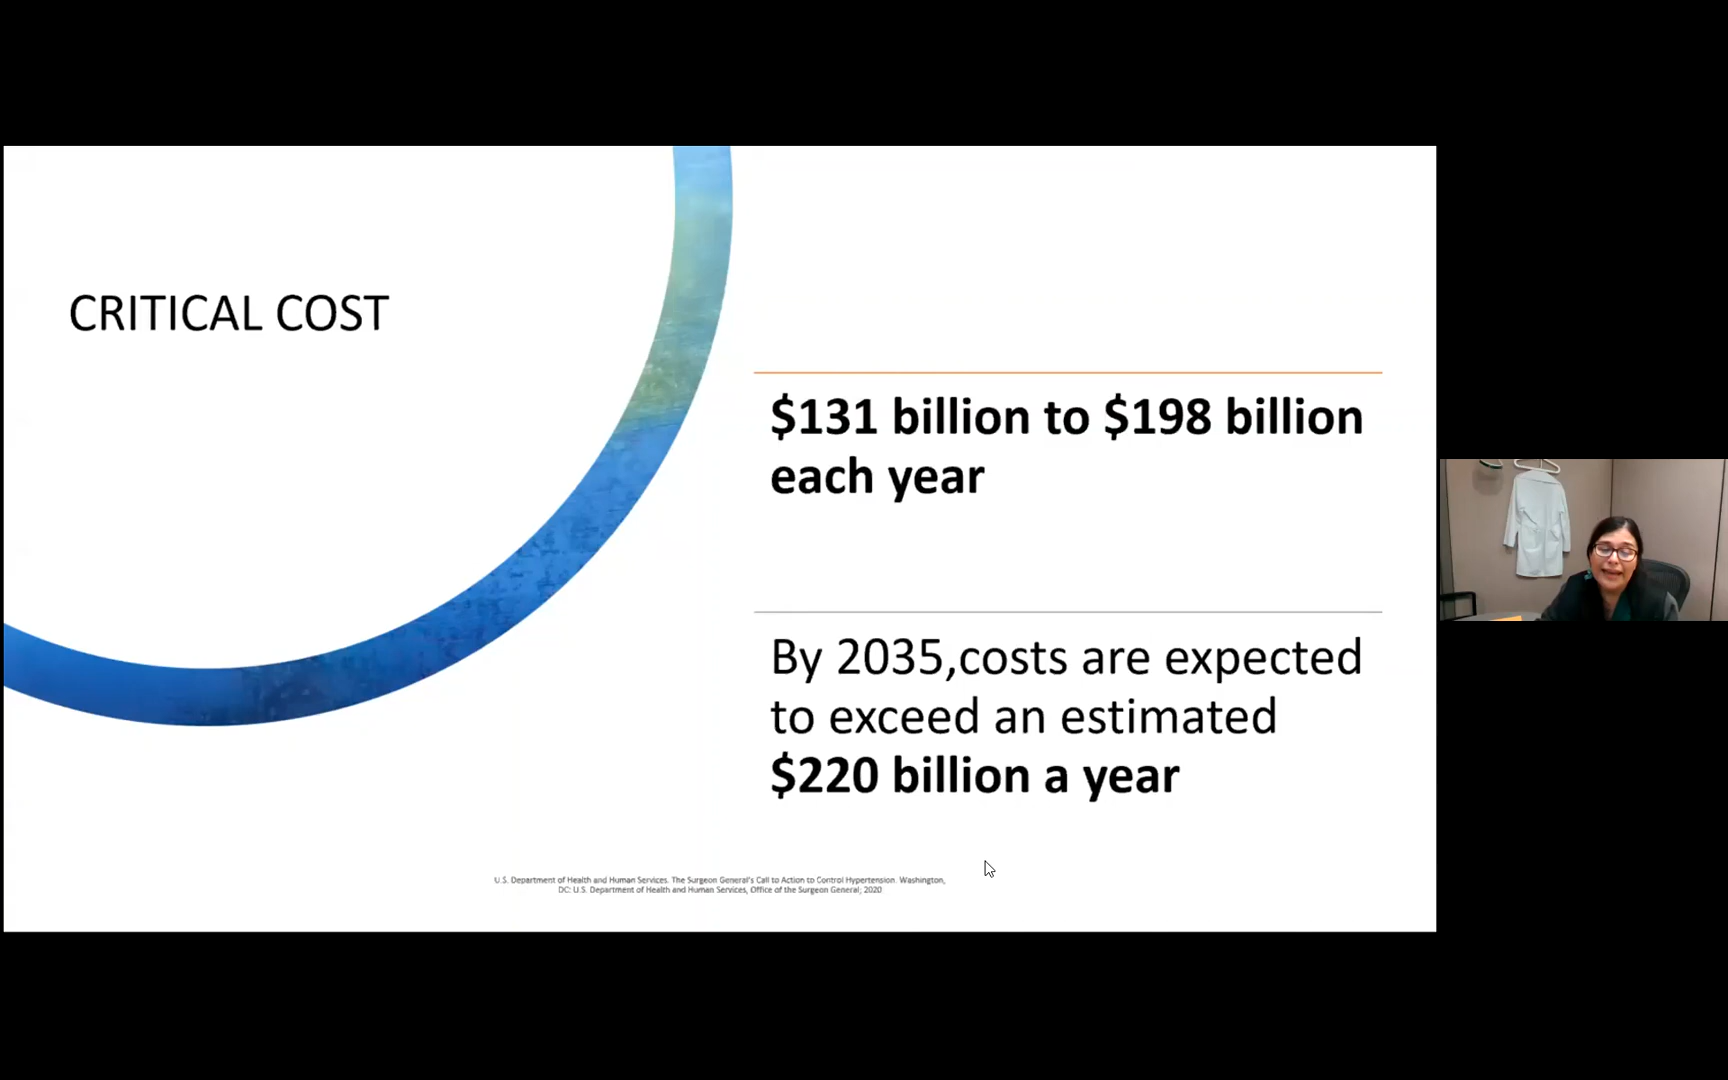 CRITICAL COST
$131 billion to $198 billion
each year
By 2035,costs are expected
to exceed an estimated
$220 billion a year
U.S. Department of Health and Human Services. The Surgeon General's Call to Action to Control Hypertension. Washington,
DC: U.S. Department of Health and Human Services, Office of the Surgeon General; 2020